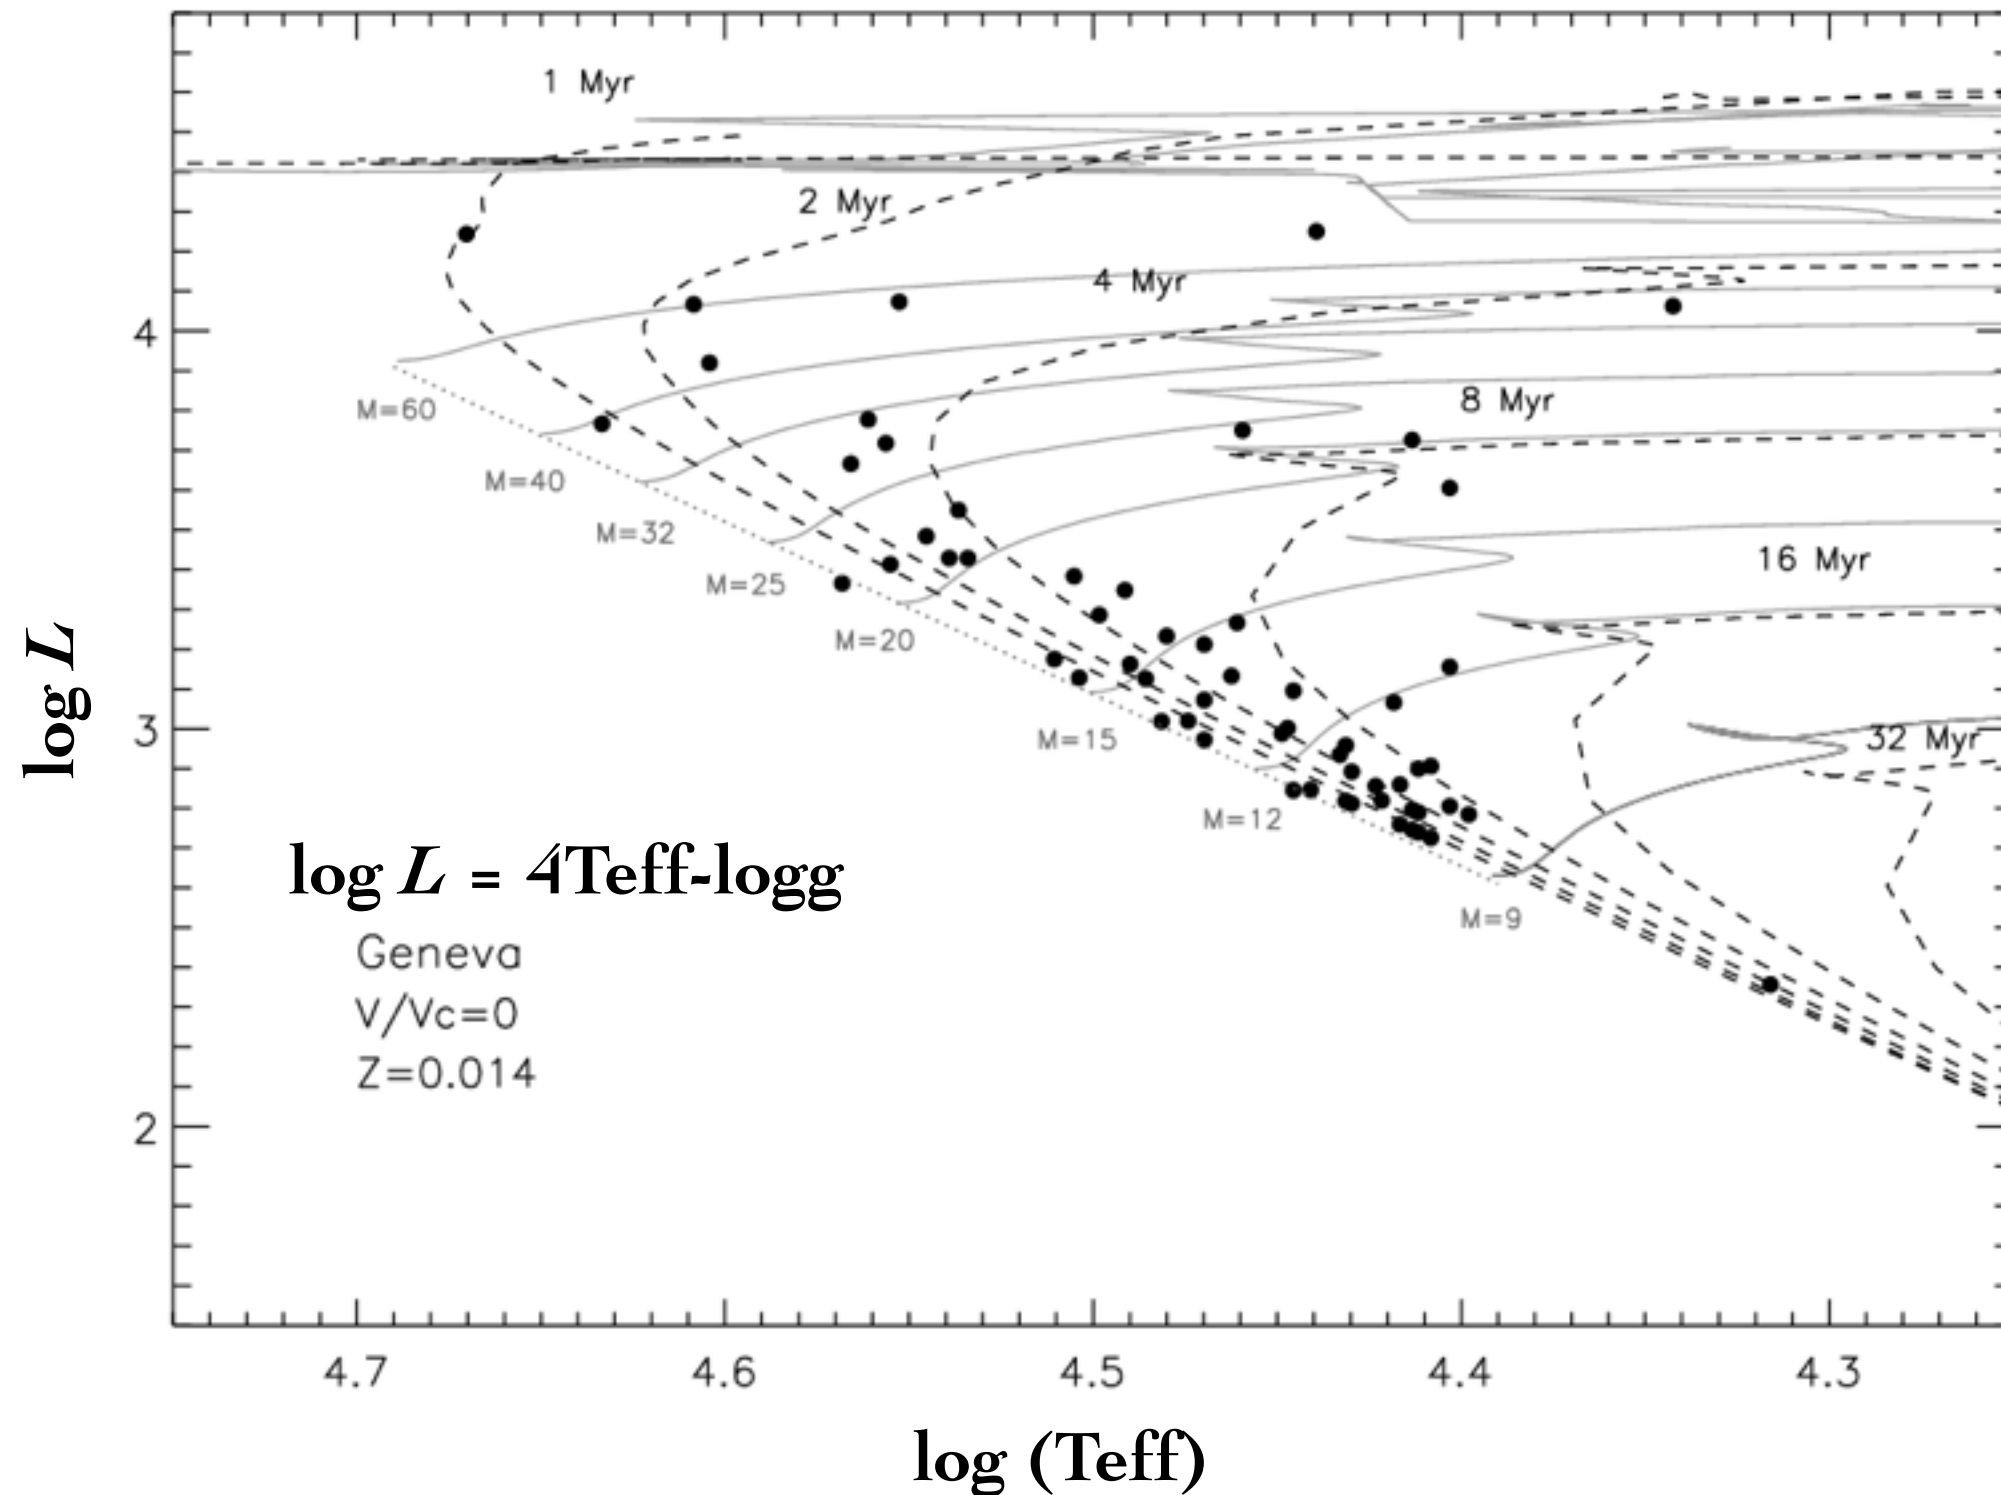 1 Myr
2 Myr
4 Myr
4
8 Myr
M=60
M=40
M=32
16 Myr
M=25
M=20
log L
3
M=15
32 Myr
M=12
log L = 4Teff-logg
M=9
Geneva
V/Vc=0
Z=0.014
2
4.7 4.6 4.5 4.4 4.3
log (Teff)